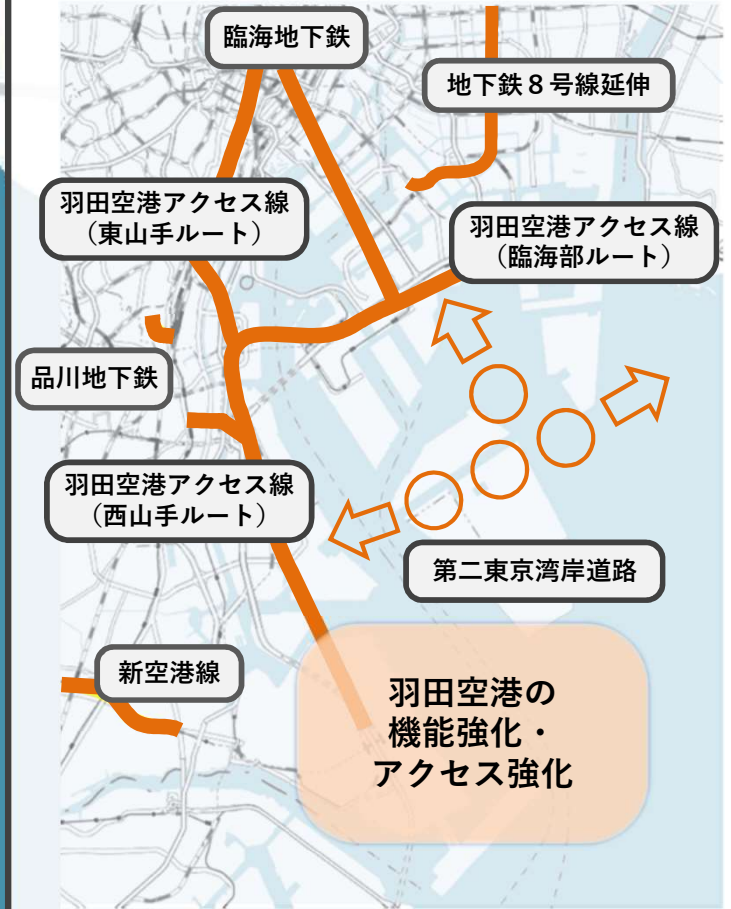 臨海地下鉄
地下鉄８号線延伸
羽田空港アクセス線
（東山手ルート）
羽田空港アクセス線
（臨海部ルート）
品川地下鉄
羽田空港アクセス線
（西山手ルート）
第二東京湾岸道路
新空港線
羽田空港の
機能強化・
アクセス強化